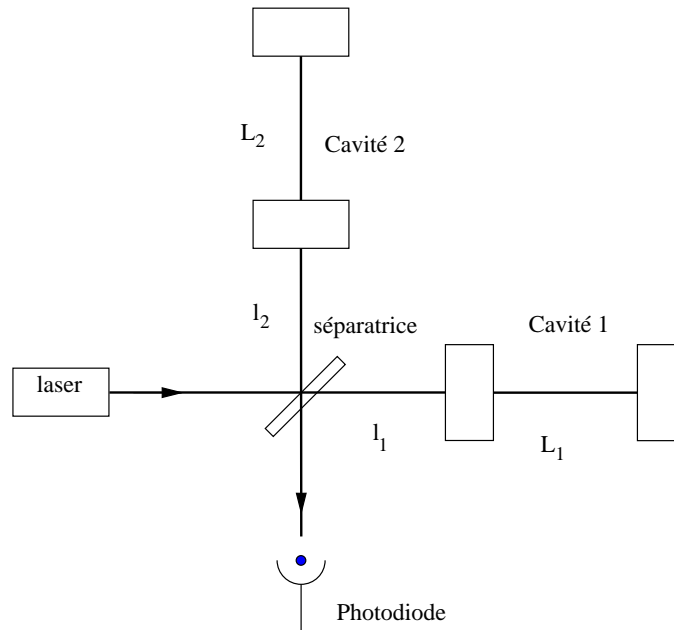 L2
Cavité 2
l2
séparatrice
Cavité 1
laser
l1
L1
Photodiode